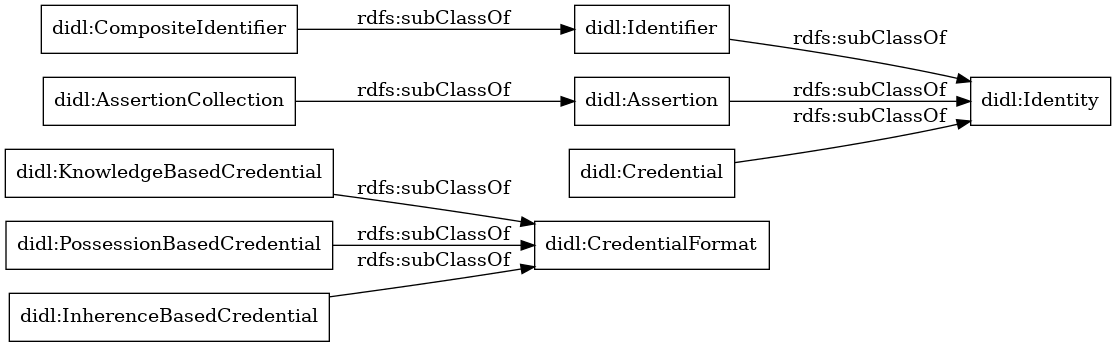 didl:CompositeIdentifier
rdfs:subClassOf
didl:Identifier
rdfs:subClassOf
didl:AssertionCollection
rdfs:subClassOf
didl:Assertion
rdfs:subClassOf
didl:Identity
rdfs:subClassOf
didl:KnowledgeBasedCredential
rdfs:subClassOf
didl:Credential
didl:PossessionBasedCredential
rdfs:subClassOf
didl:CredentialFormat
rdfs:subClassOf
didl:InherenceBasedCredential